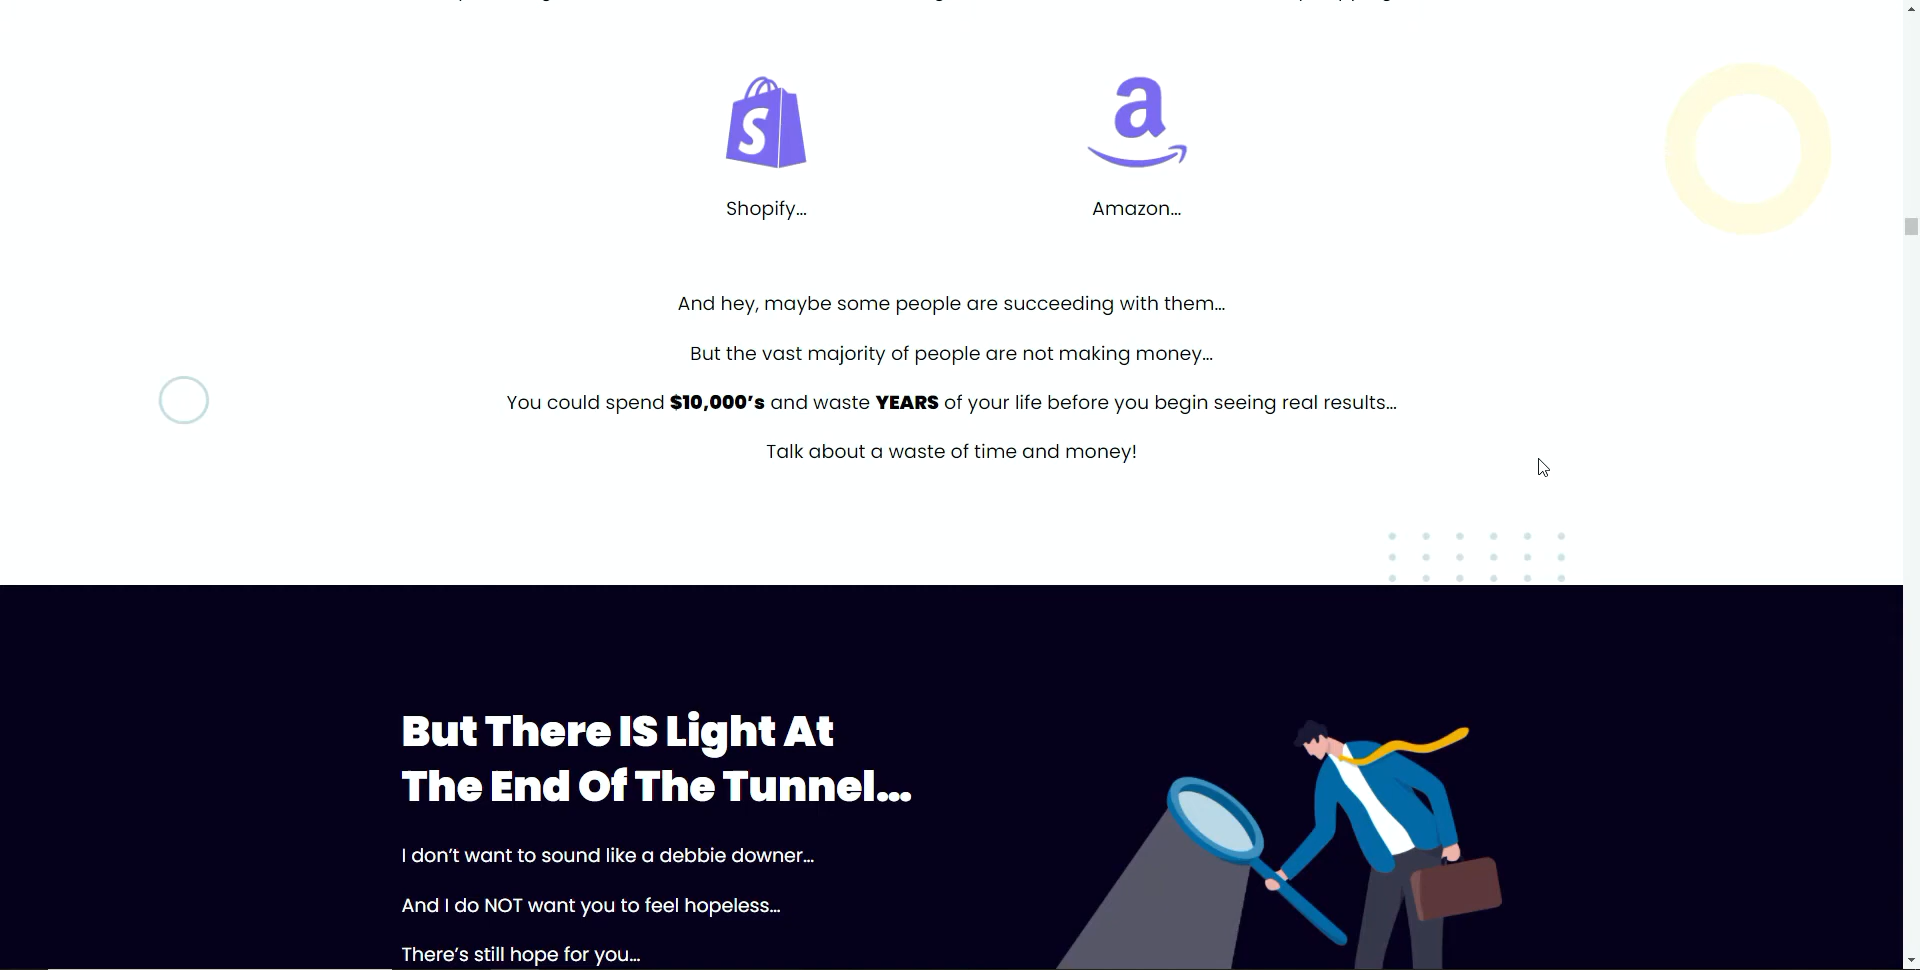 Shopify...
Amazon...
And hey, maybe some people are succeeding with them...
But the vast majority of people are not making money...
You could spend $10,000's and waste YEARS of your life before you begin seeing real results...
Talk about a waste of time and money!
But There IS Light At
The End Of The Tunnel...
I don't want to sound like a debbie downer...
And I do NOT want you to feel hopeless...
There's still hope for you...